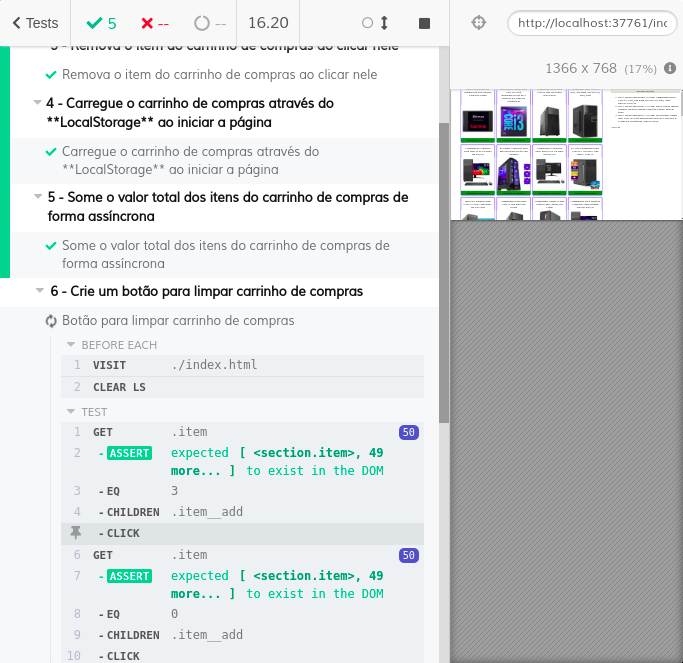 Tests 5 -- -- 16.20
http://localhost:37761/inc
3 - Remova o item do carrinho de compras ao clicar nele
Remova o item do carrinho de compras ao clicar nele
4 - Carregue o carrinho de compras através do
**LocalStorage** ao iniciar a página
Carregue o carrinho de compras através do
**LocalStorage** ao iniciar a página
5 - Some o valor total dos itens do carrinho de compras de
forma assíncrona
Some o valor total dos itens do carrinho de compras de
forma assíncrona
6 - Crie um botão para limpar carrinho de compras
Botão para limpar carrinho de compras
BEFORE EACH
1 VISIT ./index.html
2 CLEAR LS
TEST
1 GET .item 50
2 -ASSERT expected [ <section.item>, 49
more... ] to exist in the DOM
3 -EQ 3
4 -CHILDREN .item__add
-CLICK
6 GET .item 50
7 -ASSERT expected [ <section.item>, 49
more... ] to exist in the DOM
8 -EQ 0
9 -CHILDREN .item__add
10 -CLICK
1366 x 768 (17%)
i3